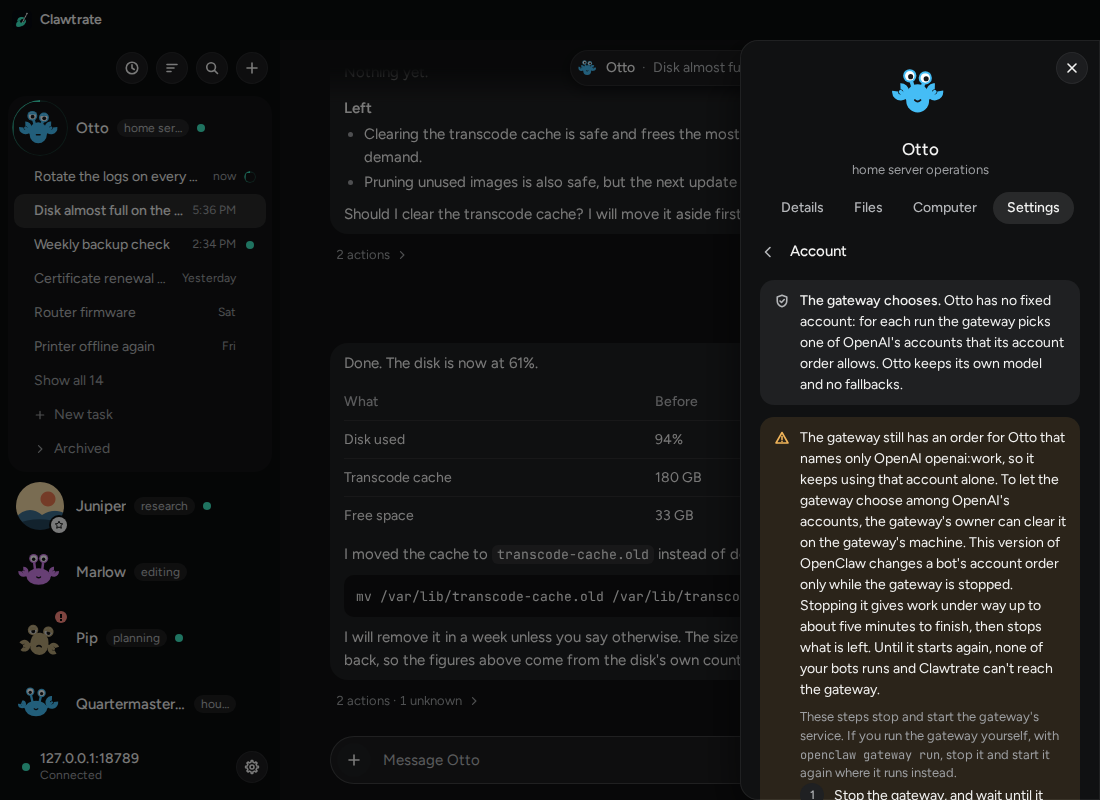 Clawtrate
Otto
home ser...
Rotate the logs on every ... now
Disk almost full on the ... 5:36 PM
Weekly backup check 2:34 PM
Certificate renewal ... Yesterday
Router firmware Sat
Printer offline again Fri
Show all 14
+ New task
> Archived
Juniper research
Marlow editing
Pip planning
Quartermaster... hou...
127.0.0.1:18789
Connected
Otto · Disk almost fu
Nothing yet.
Left
• Clearing the transcode cache is safe and frees the most
demand.
• Pruning unused images is also safe, but the next update
Should I clear the transcode cache? I will move it aside first
2 actions >
Done. The disk is now at 61%.
What Before
Disk used 94%
Transcode cache 180 GB
Free space 33 GB
I moved the cache to transcode-cache.old instead of d
mv /var/lib/transcode-cache.old /var/lib/transco
I will remove it in a week unless you say otherwise. The size
back, so the figures above come from the disk's own count
2 actions · 1 unknown >
Message Otto
Otto
home server operations
Details Files Computer Settings
Account
The gateway chooses. Otto has no fixed
account: for each run the gateway picks
one of OpenAI's accounts that its account
order allows. Otto keeps its own model
and no fallbacks.
The gateway still has an order for Otto that
names only OpenAI openai:work, so it
keeps using that account alone. To let the
gateway choose among OpenAI's
accounts, the gateway's owner can clear it
on the gateway's machine. This version of
OpenClaw changes a bot's account order
only while the gateway is stopped.
Stopping it gives work under way up to
about five minutes to finish, then stops
what is left. Until it starts again, none of
your bots runs and Clawtrate can't reach
the gateway.
These steps stop and start the gateway's
service. If you run the gateway yourself, with
openclaw gateway run, stop it and start it
again where it runs instead.
1 Stop the gateway, and wait until it